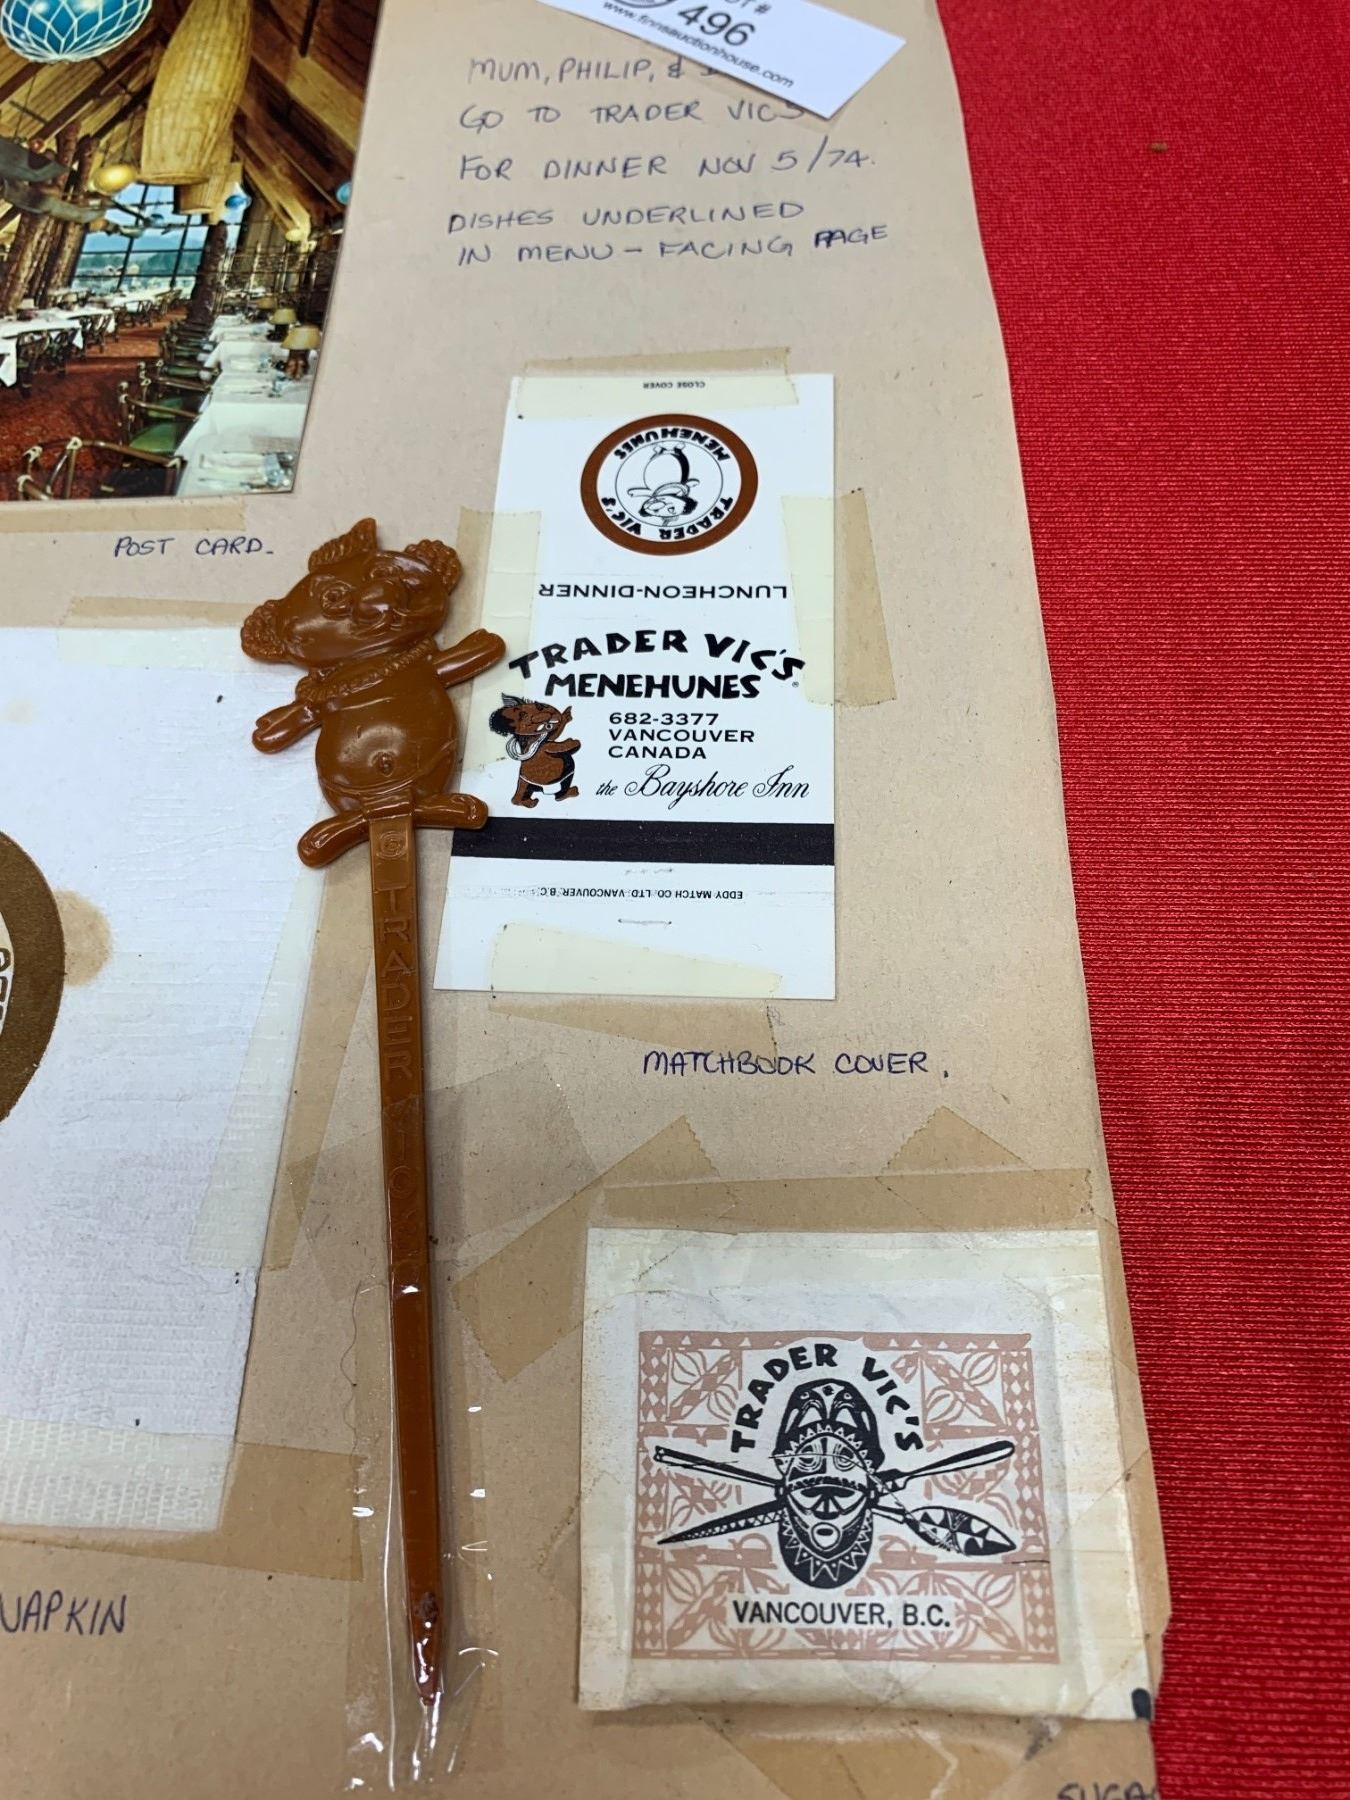 496
www.finnsauctionhouse.com
MUM, PHILIP, &
GO TO TRADER VIC'S
FOR DINNER NOV 5/74.
DISHES UNDERLINED
IN MENU - FACING PAGE
POST CARD.
CLOSE COVER
TRADER VIC'S
MENEHUNES
LUNCHEON-DINNER
TRADER VIC'S
MENEHUNES
682-3377
VANCOUVER
CANADA
the Bayshore Inn
EDDY MATCH CO. LTD. VANCOUVER, B.C.
© TRADER VIC'S
MATCHBOOK COVER.
TRADER VIC'S
VANCOUVER, B.C.
NAPKIN